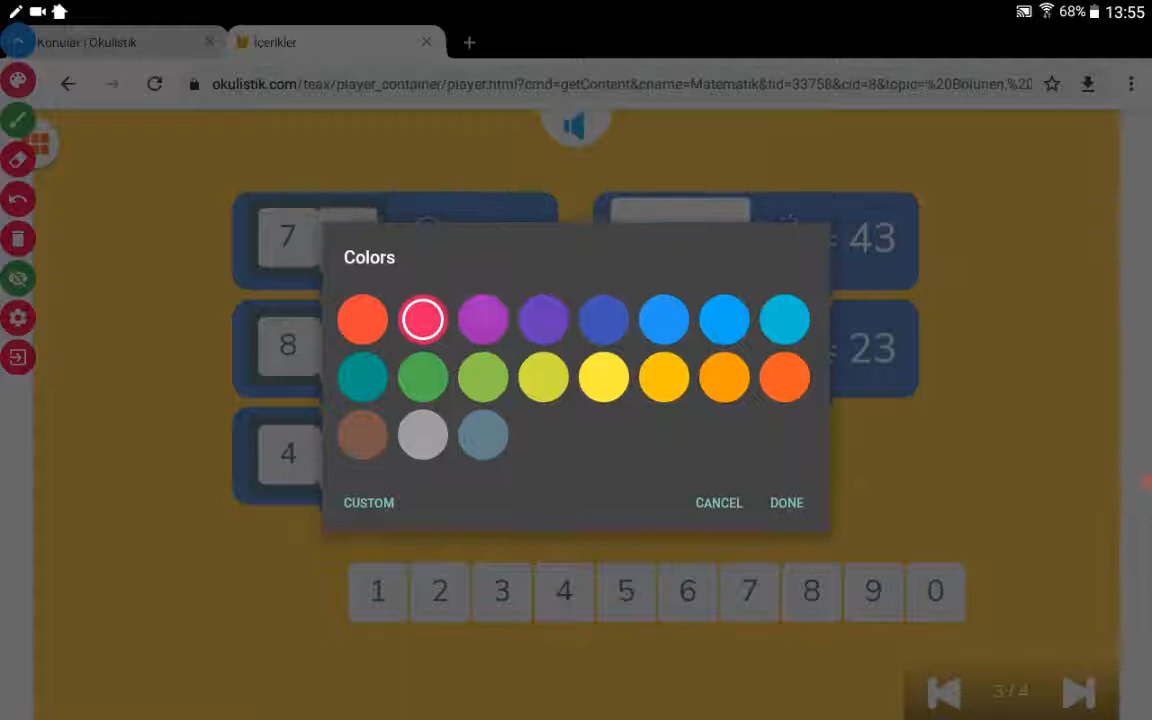 68% 13:55
Konular | Okulistik
İçerikler
okulistik.com/teax/player_container/player.html?cmd=getContent&cname=Matematik&tid=33758&cid=8&topic=%20Bolunen,%20
7
= 43
Colors
8
= 23
4
CUSTOM CANCEL DONE
1 2 3 4 5 6 7 8 9 0
3 / 4